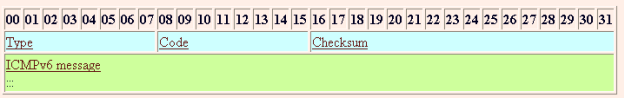 00 01 02 03 04 05 06 07 08 09 10 11 12 13 14 15 16 17 18 19 20 21 22 23 24 25 26 27 28 29 30 31
Type Code Checksum
ICMPv6 message
:::